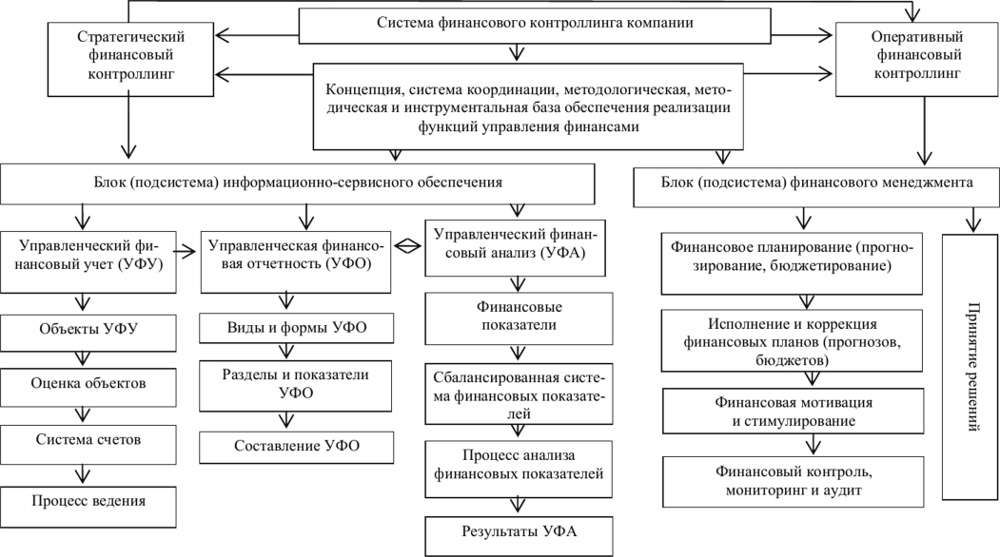 Система финансового контроллинга компании
Стратегический
финансовый
контроллинг
Оперативный
финансовый
контроллинг
Концепция, система координации, методологическая, мето-
дическая и инструментальная база обеспечения реализации
функций управления финансами
Блок (подсистема) информационно-сервисного обеспечения
Блок (подсистема) финансового менеджмента
Управленческий фи-
нансовый учет (УФУ)
Объекты УФУ
Оценка объектов
Система счетов
Процесс ведения
Управленческая финансо-
вая отчетность (УФО)
Виды и формы УФО
Разделы и показатели
УФО
Составление УФО
Управленческий финан-
совый анализ (УФА)
Финансовые
показатели
Сбалансированная систе-
ма финансовых показате-
лей
Процесс анализа
финансовых показателей
Результаты УФА
Финансовое планирование (прогно-
зирование, бюджетирование)
Исполнение и коррекция
финансовых планов (прогнозов,
бюджетов)
Финансовая мотивация
и стимулирование
Финансовый контроль,
мониторинг и аудит
Принятие решений